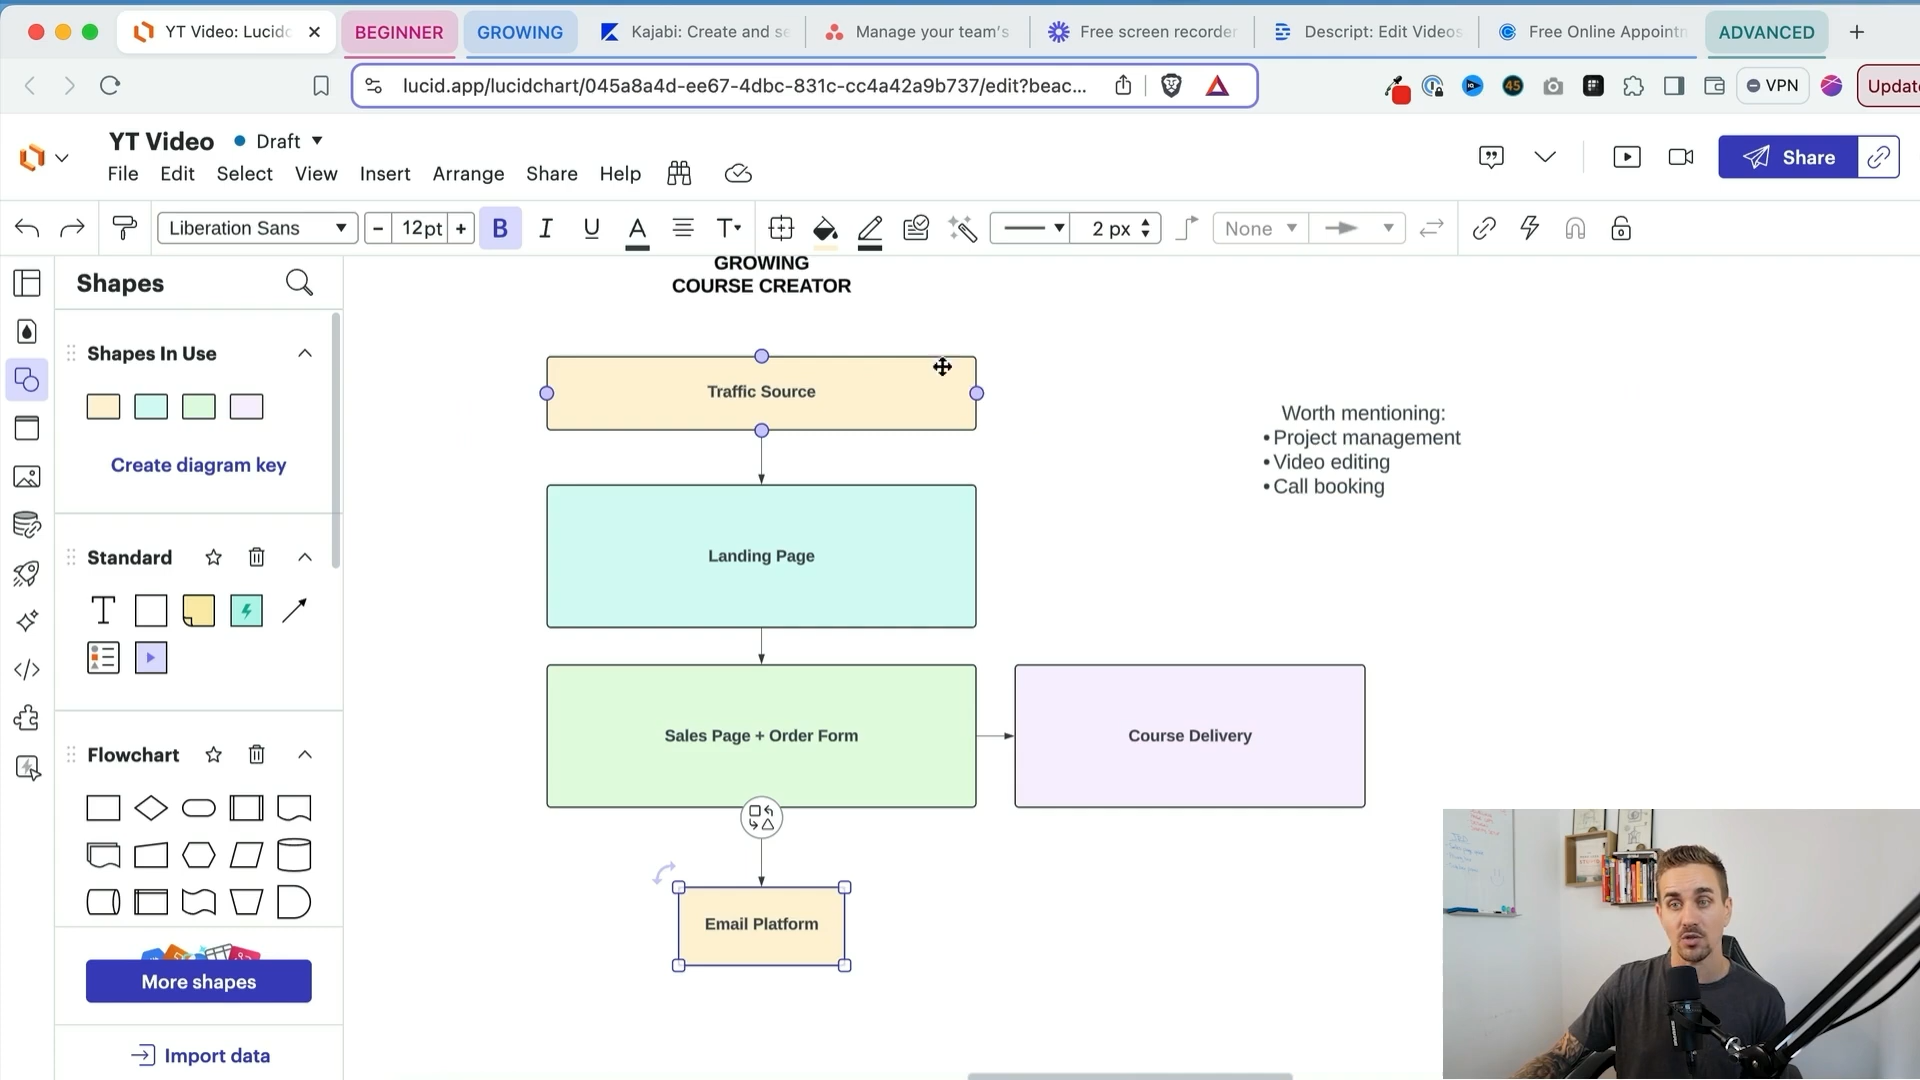 YT Video: Lucidc
BEGINNER
GROWING
Kajabi: Create and se
Manage your team's
Free screen recorder
Descript: Edit Videos
Free Online Appointn
ADVANCED
lucid.app/lucidchart/045a8a4d-ee67-4dbc-831c-cc4a42a9b737/edit?beac...
45
VPN
Update
YT Video
Draft
File
Edit
Select
View
Insert
Arrange
Share
Help
Share
Liberation Sans
- 12pt +
B
I
U
A
T
2 px
None
Shapes
Shapes In Use
Create diagram key
Standard
T
Flowchart
More shapes
Import data
GROWING
COURSE CREATOR
Traffic Source
Landing Page
Sales Page + Order Form
Course Delivery
Email Platform
Worth mentioning:
• Project management
• Video editing
• Call booking